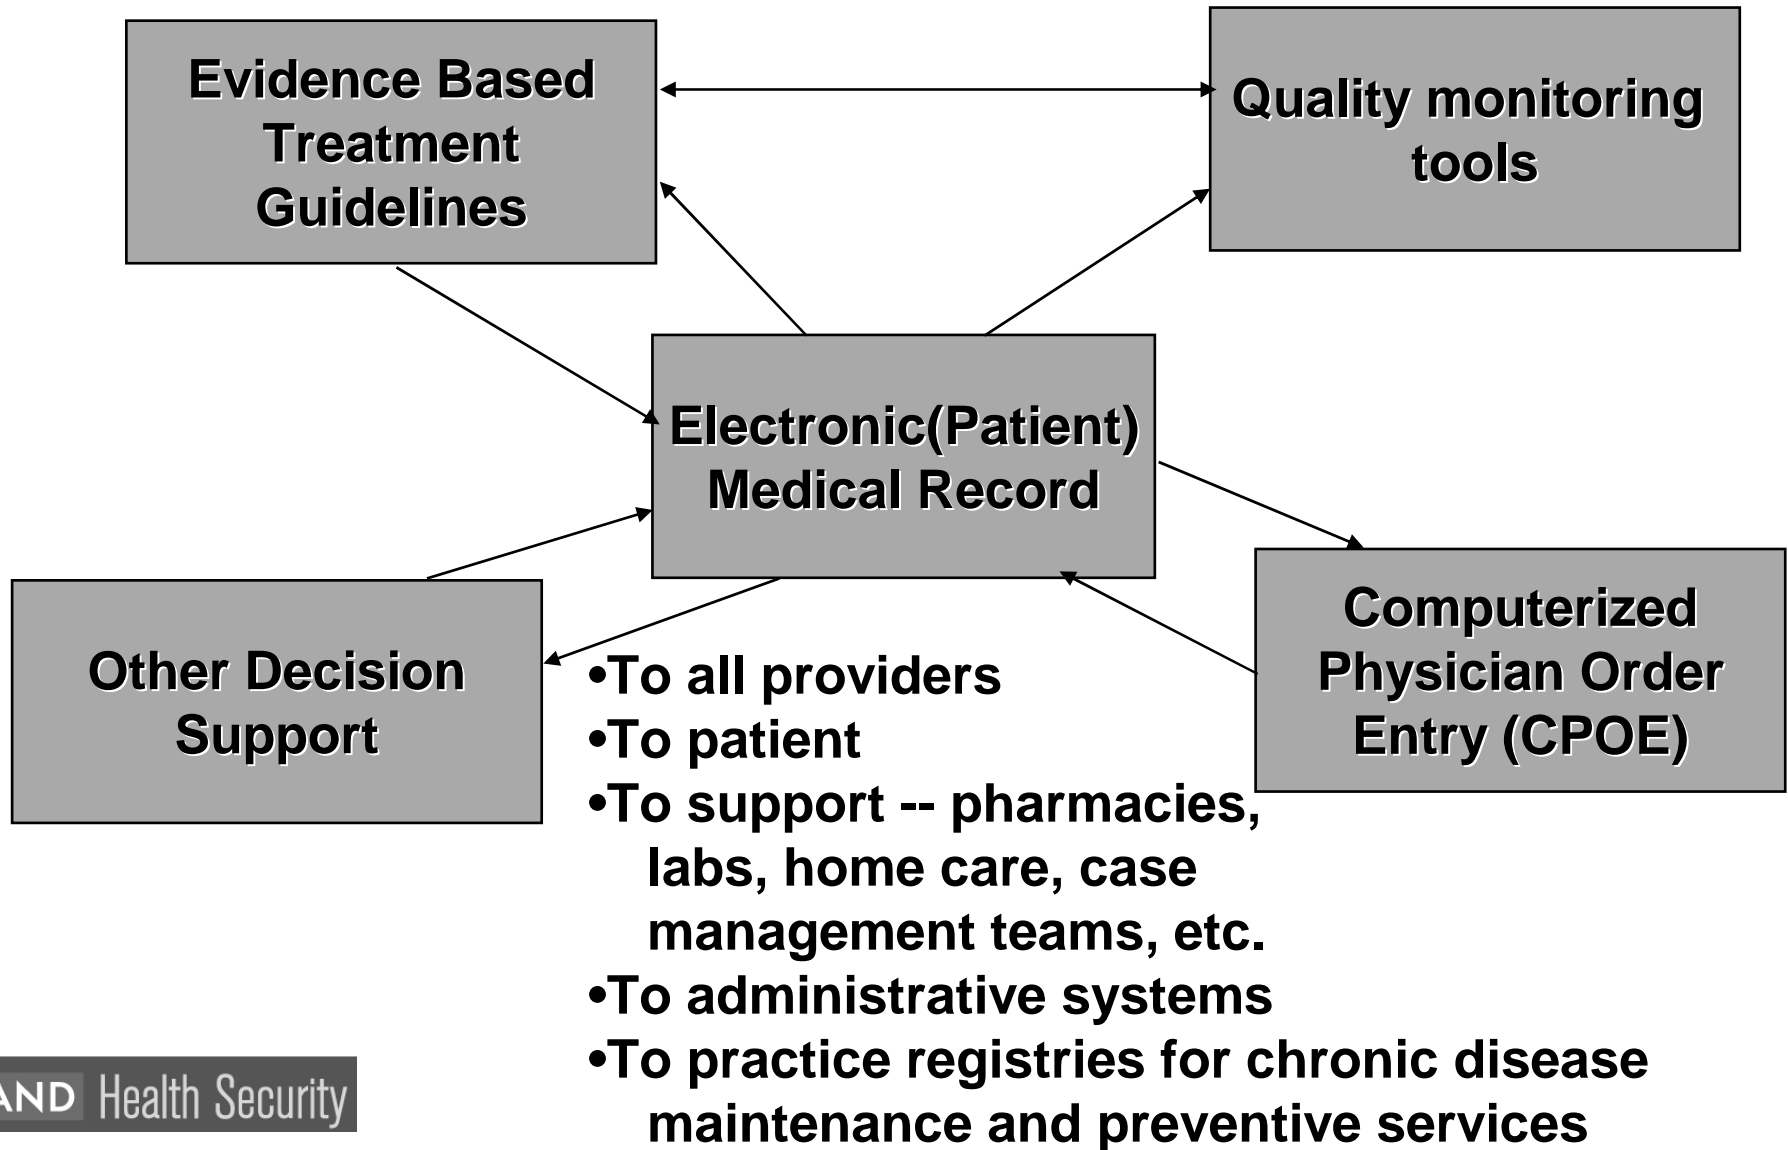 Evidence Based
Treatment
Guidelines
Quality monitoring
tools
Electronic(Patient)
Medical Record
Other Decision
Support
Computerized
Physician Order
Entry (CPOE)
•To all providers
•To patient
•To support -- pharmacies,
labs, home care, case
management teams, etc.
•To administrative systems
•To practice registries for chronic disease
maintenance and preventive services
AND Health Security